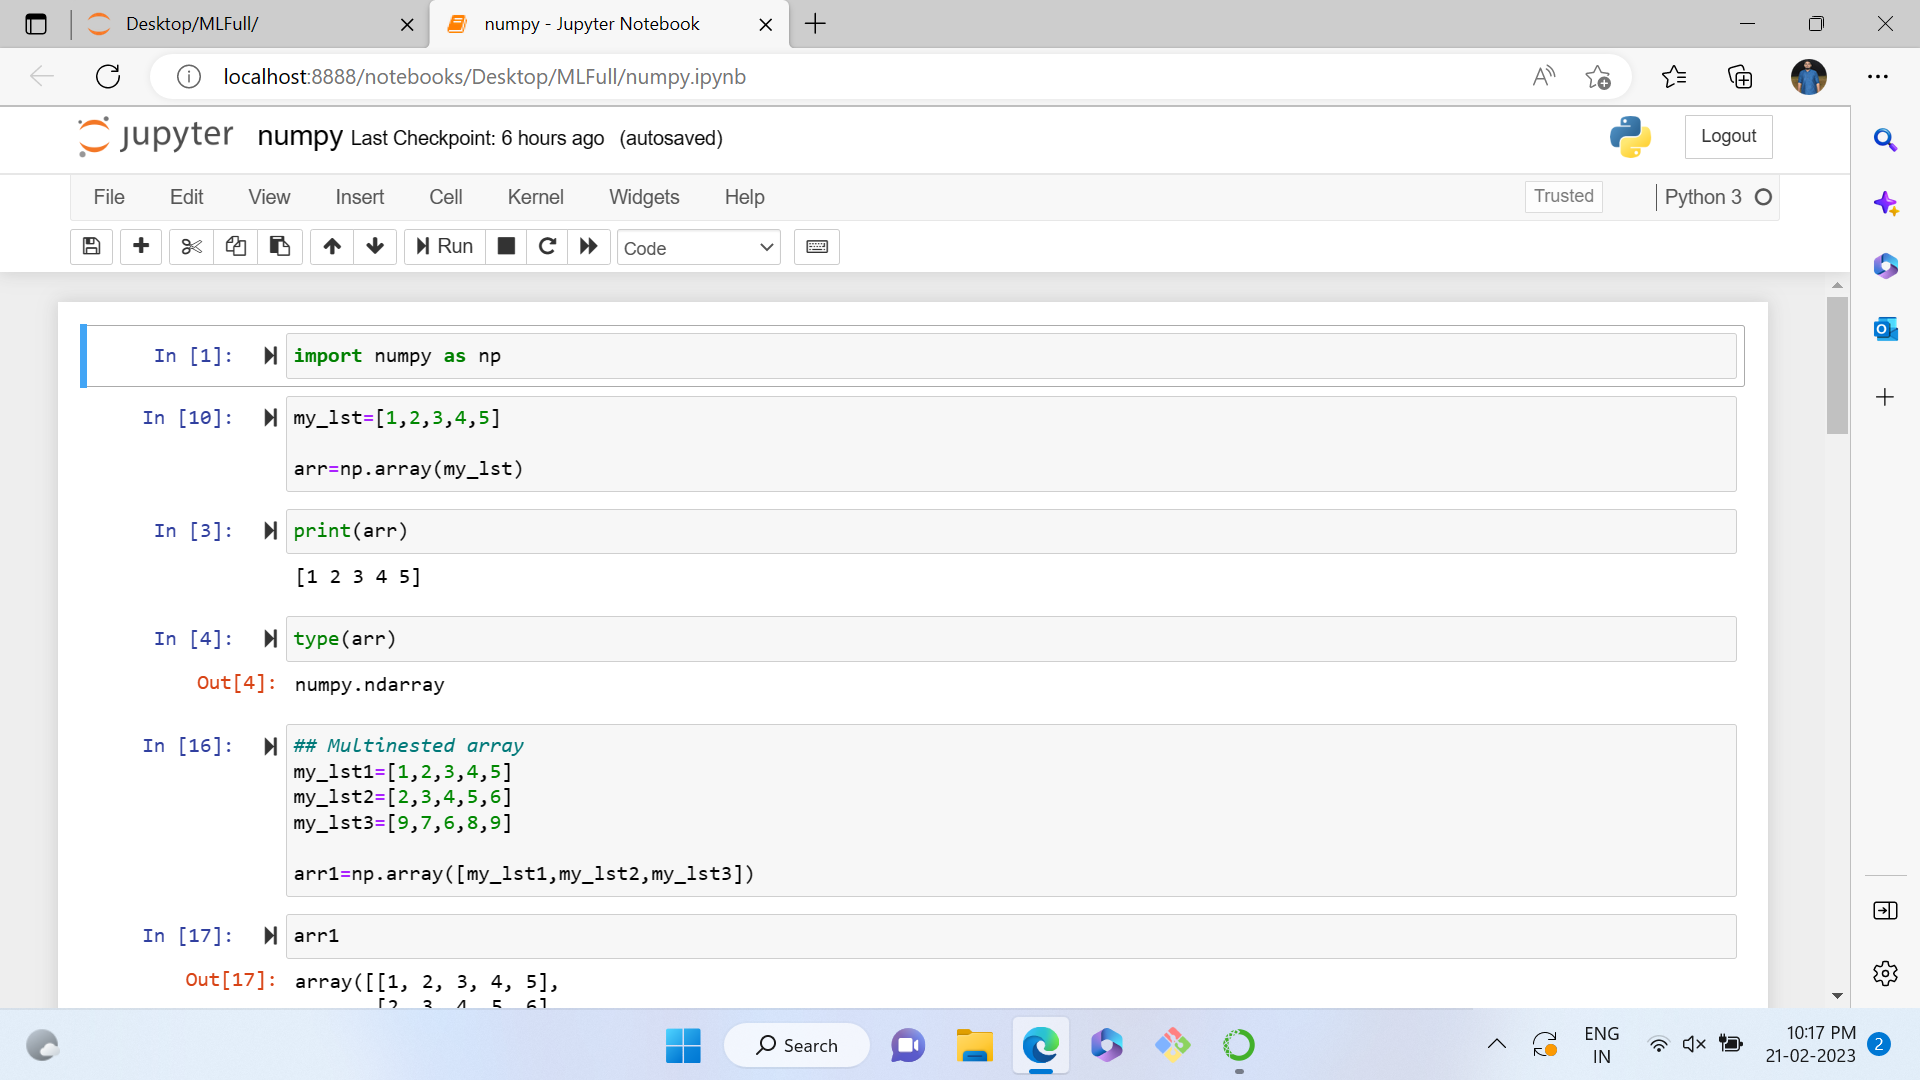 Desktop/MLFull/
numpy - Jupyter Notebook
localhost:8888/notebooks/Desktop/MLFull/numpy.ipynb
jupyter numpy Last Checkpoint: 6 hours ago (autosaved)
Logout
File Edit View Insert Cell Kernel Widgets Help
Trusted
Python 3
Run
Code
In [1]: import numpy as np
In [10]: my_lst=[1,2,3,4,5]
arr=np.array(my_lst)
In [3]: print(arr)
[1 2 3 4 5]
In [4]: type(arr)
Out[4]: numpy.ndarray
In [16]: ## Multinested array
my_lst1=[1,2,3,4,5]
my_lst2=[2,3,4,5,6]
my_lst3=[9,7,6,8,9]
arr1=np.array([my_lst1,my_lst2,my_lst3])
In [17]: arr1
Out[17]: array([[1, 2, 3, 4, 5],
[2, 3, 4, 5, 6]
Search
ENG
IN
10:17 PM
21-02-2023
2